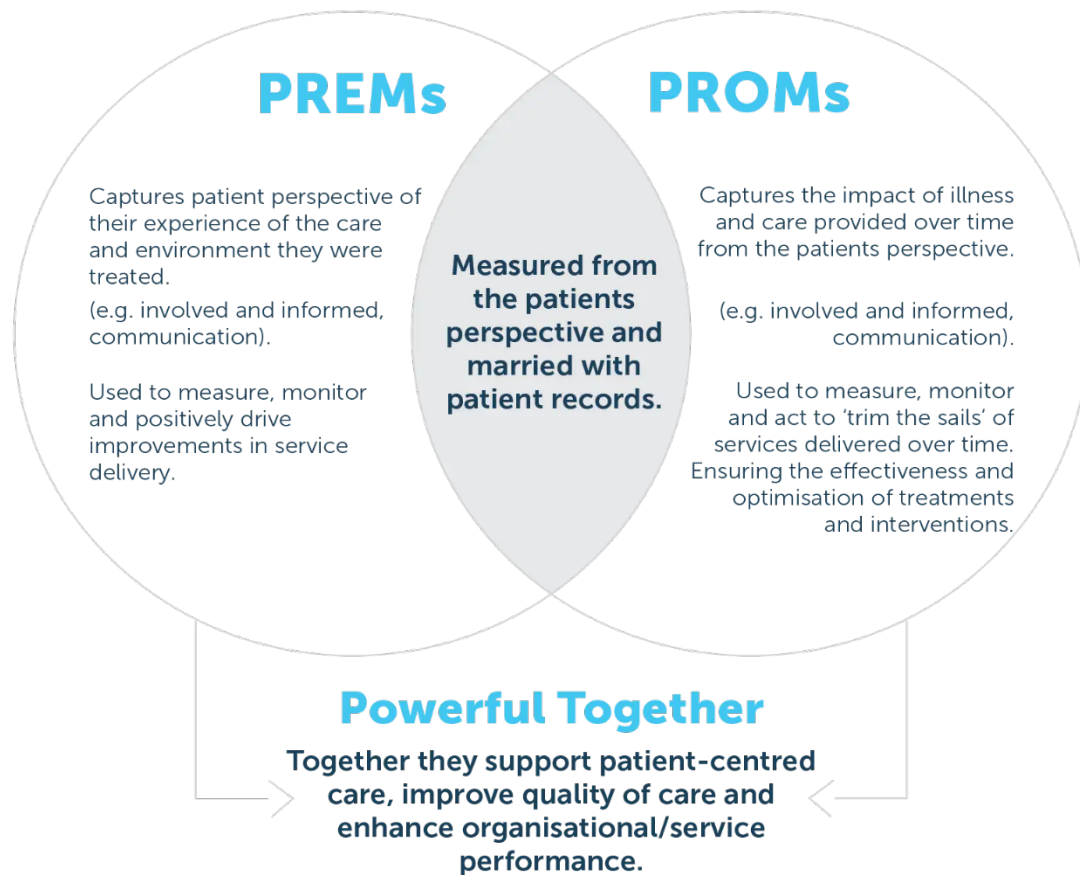 PREMs
Captures patient perspective of
their experience of the care
and environment they were
treated.
(e.g. involved and informed,
communication).
Used to measure, monitor
and positively drive
improvements in service
delivery.
Measured from
the patients
perspective and
married with
patient records.
PROMs
Captures the impact of illness
and care provided over time
from the patients perspective.
(e.g. involved and informed,
communication).
Used to measure, monitor
and act to ‘trim the sails’ of
services delivered over time.
Ensuring the effectiveness and
optimisation of treatments
and interventions.
Powerful Together
Together they support patient-centred
care, improve quality of care and
enhance organisational/service
performance.